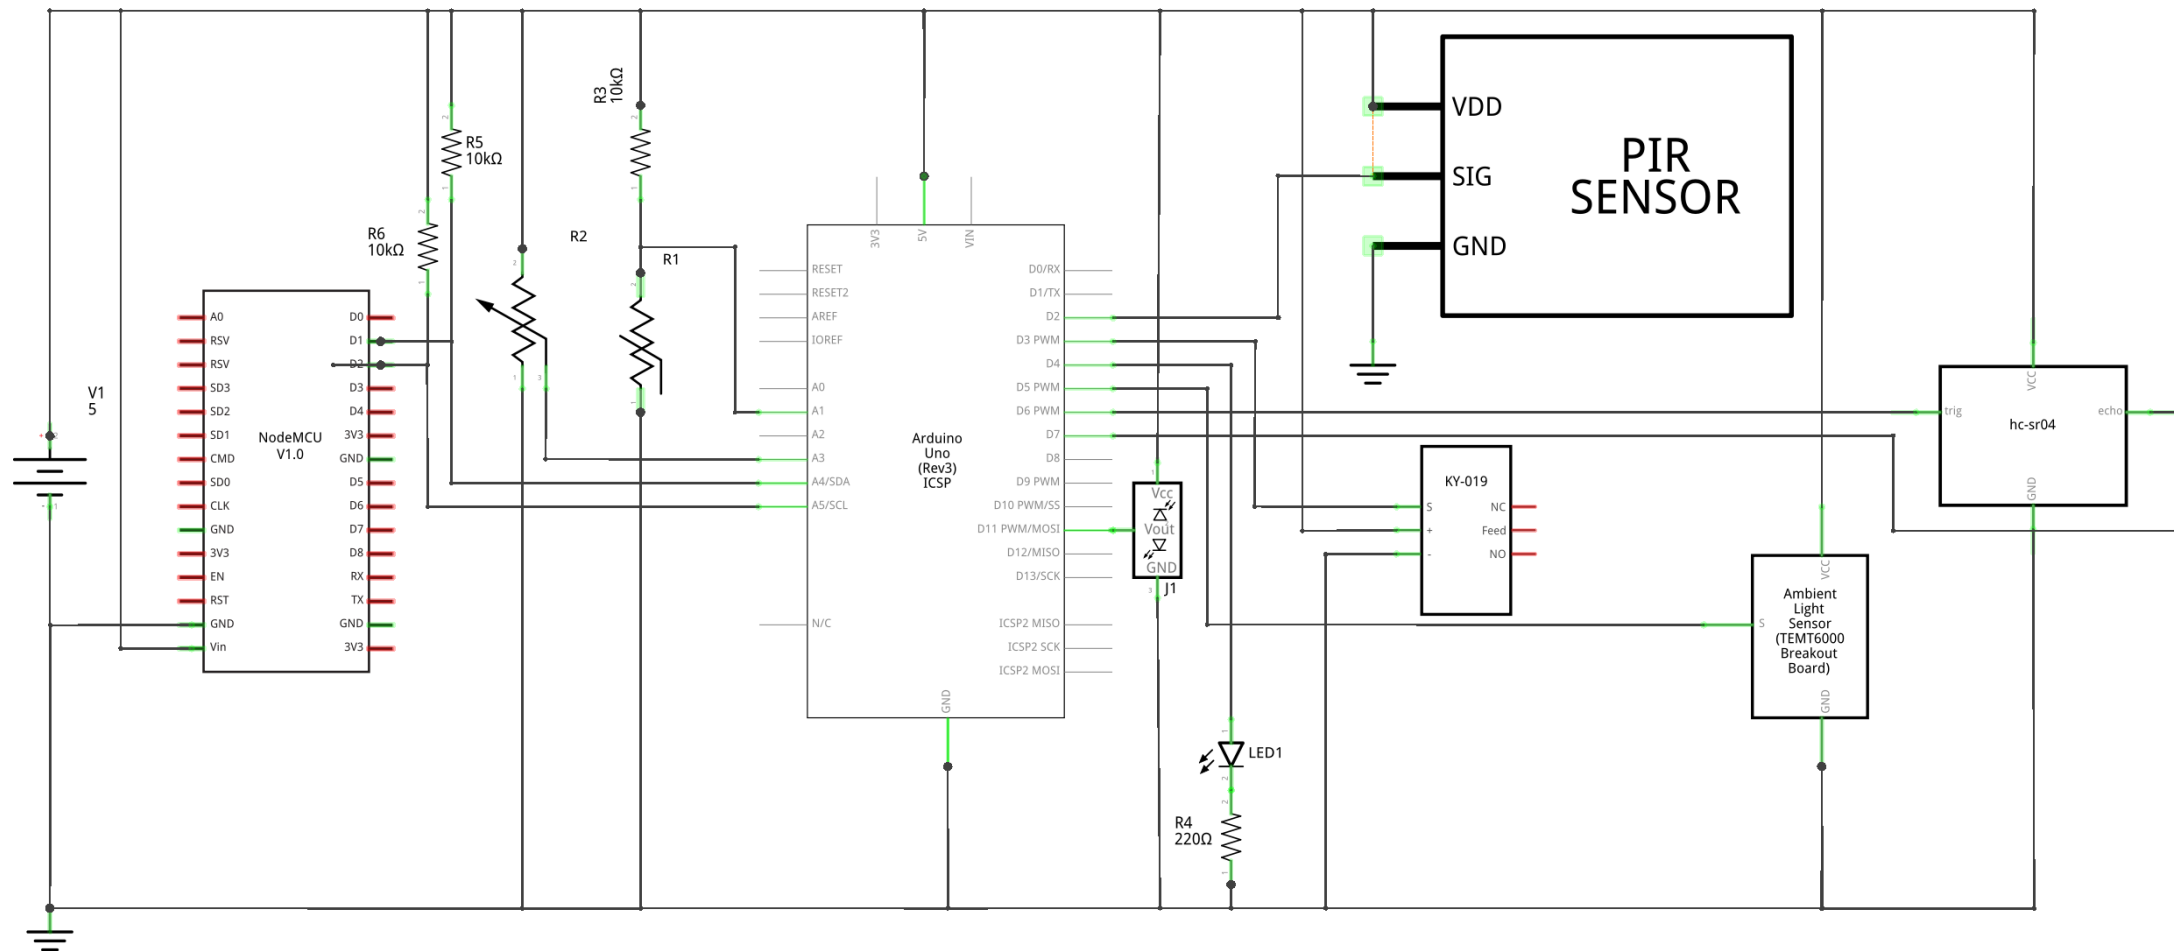 V1
5
R6
10kΩ
R5
10kΩ
R2
R3
10kΩ
R1
NodeMCU
V1.0
A0
RSV
RSV
SD3
SD2
SD1
CMD
SD0
CLK
GND
3V3
EN
RST
GND
Vin
D0
D1
D2
D3
D4
3V3
GND
D5
D6
D7
D8
RX
TX
GND
3V3
3V3
5V
VIN
RESET
RESET2
AREF
IOREF
A0
A1
A2
A3
A4/SDA
A5/SCL
N/C
Arduino
Uno
(Rev3)
ICSP
D0/RX
D1/TX
D2
D3 PWM
D4
D5 PWM
D6 PWM
D7
D8
D9 PWM
D10 PWM/SS
D11 PWM/MOSI
D12/MISO
D13/SCK
ICSP2 MISO
ICSP2 SCK
ICSP2 MOSI
GND
Vcc
Vout
GND
J1
LED1
R4
220Ω
VDD
SIG
GND
PIR
SENSOR
KY-019
S
+
-
NC
Feed
NO
VCC
Ambient
Light
Sensor
(TEMT6000
Breakout
Board)
S
GND
VCC
trig
echo
hc-sr04
GND